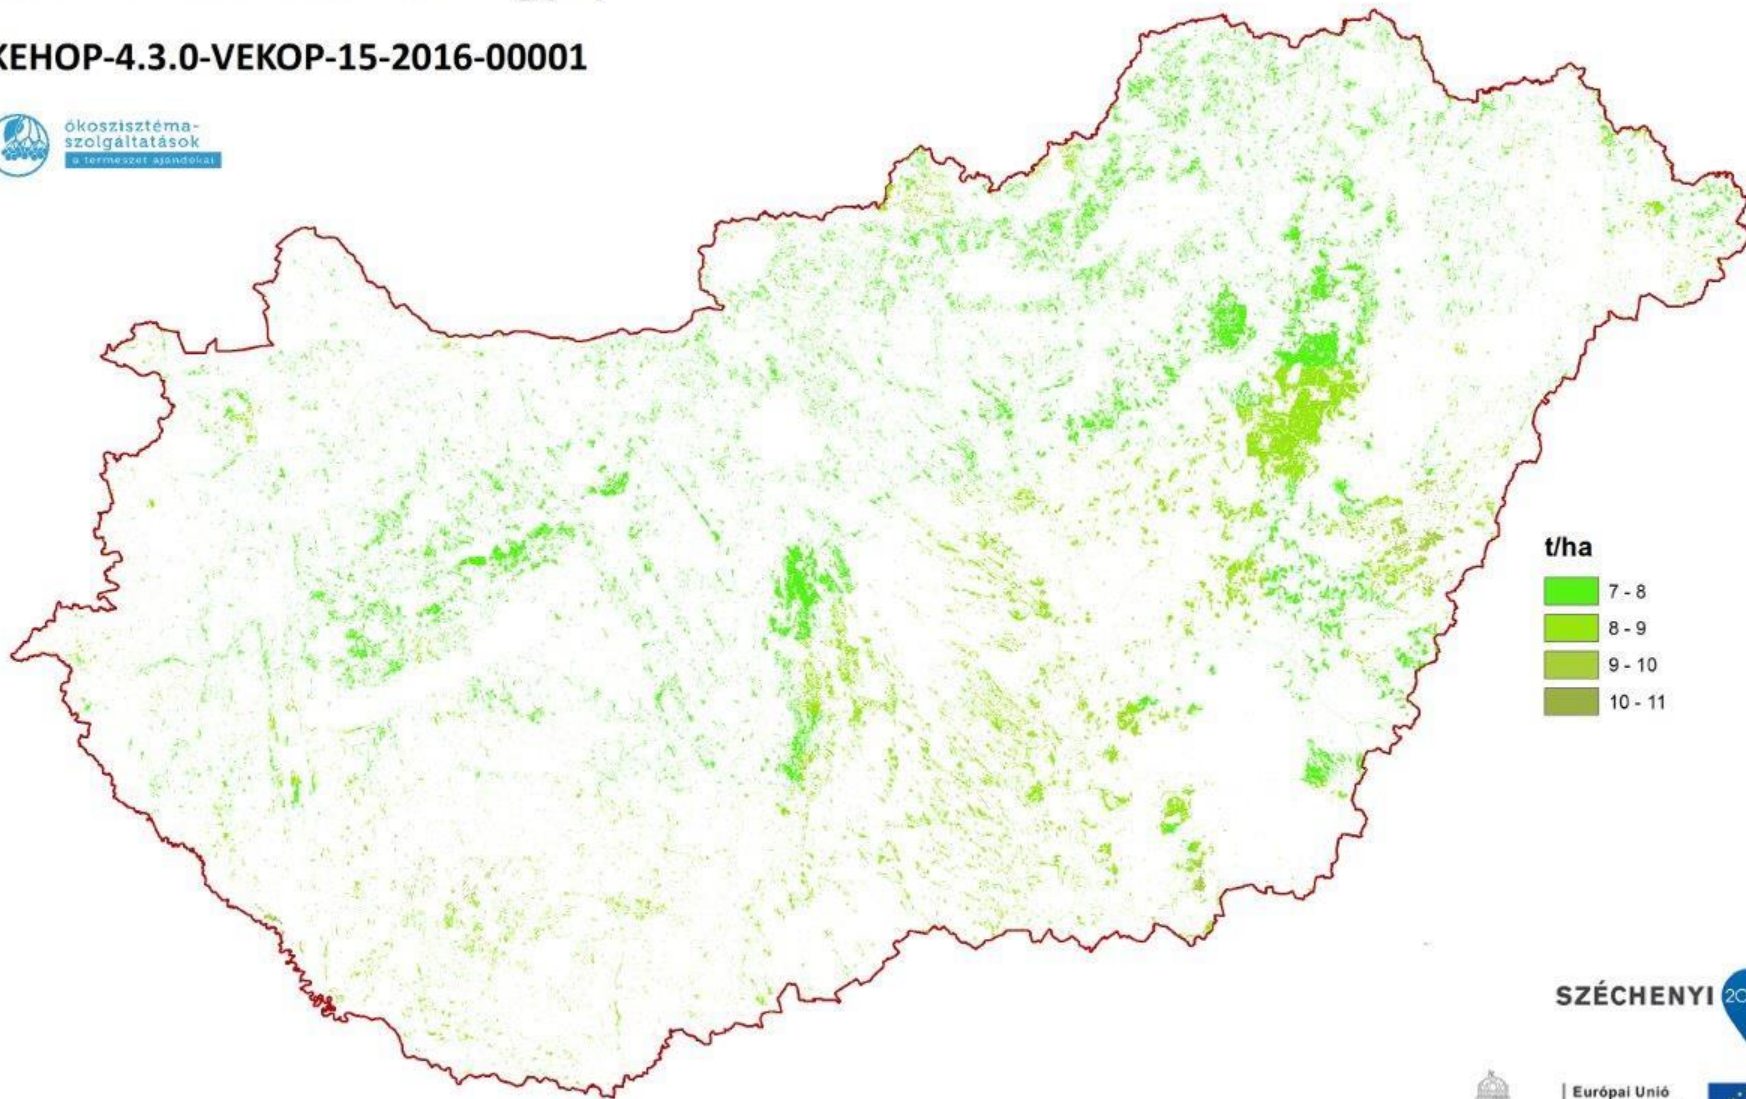 KEHOP-4.3.0-VEKOP-15-2016-00001
ökoszisztéma-
szolgáltatások
a természet ajándékai
t/ha
7 - 8
8 - 9
9 - 10
10 - 11
SZÉCHENYI
Európai Unió